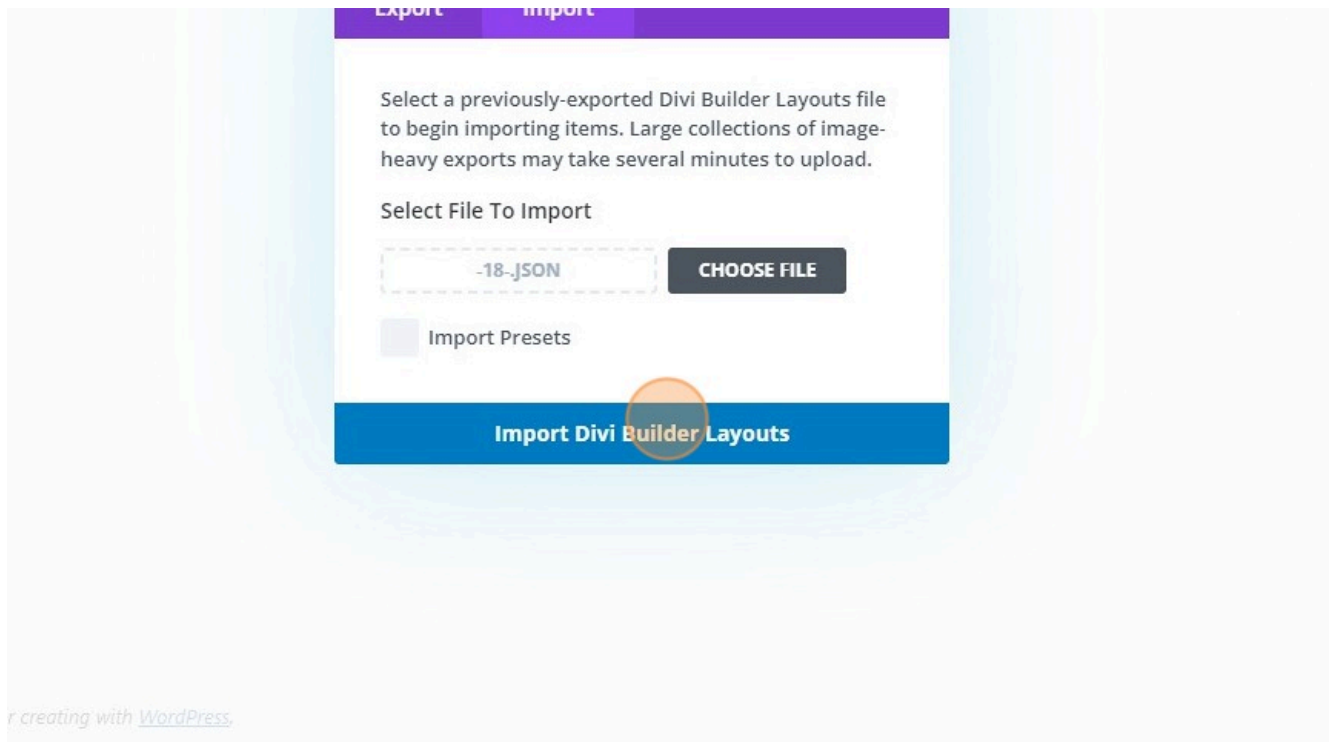 Export Import
Select a previously-exported Divi Builder Layouts file
to begin importing items. Large collections of image-
heavy exports may take several minutes to upload.
Select File To Import
-18-.JSON CHOOSE FILE
Import Presets
Import Divi Builder Layouts
r creating with WordPress.